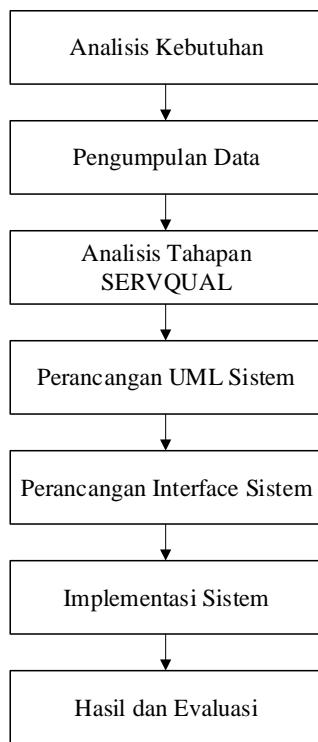 Analisis Kebutuhan
Pengumpulan Data
Analisis Tahapan
SERVQUAL
Perancangan UML Sistem
Perancangan Interface Sistem
Implementasi Sistem
Hasil dan Evaluasi